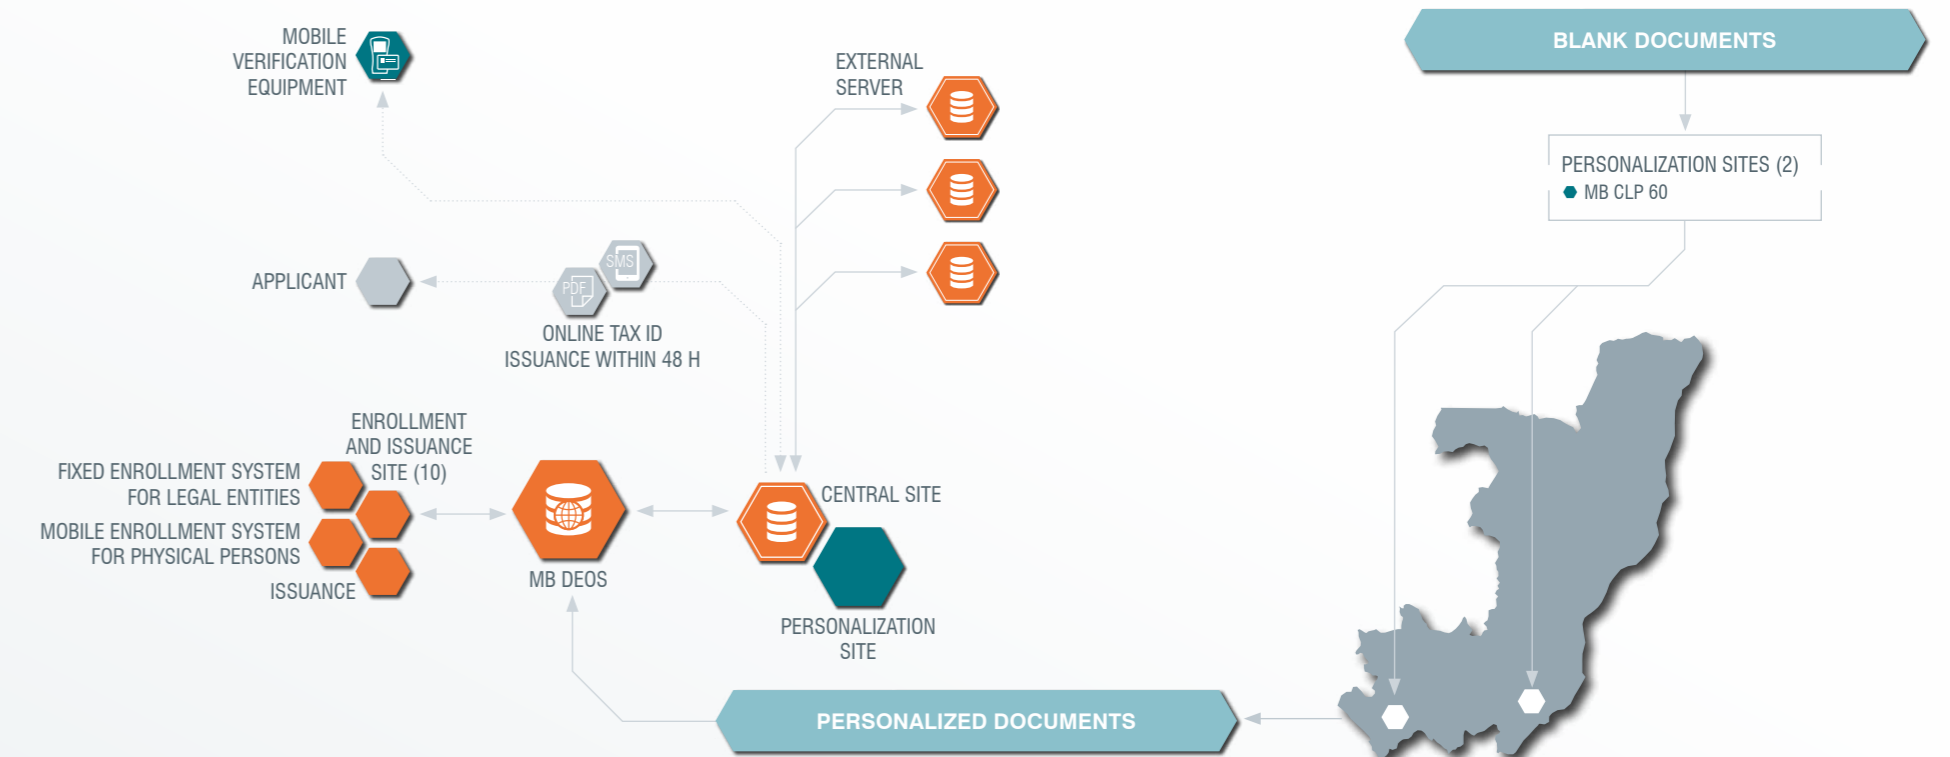 MOBILE
VERIFICATION
EQUIPMENT
EXTERNAL
SERVER
BLANK DOCUMENTS
PERSONALIZATION SITES (2)
MB CLP 60
APPLICANT
SMS
PDF
ONLINE TAX ID
ISSUANCE WITHIN 48 H
ENROLLMENT
AND ISSUANCE
SITE (10)
FIXED ENROLLMENT SYSTEM
FOR LEGAL ENTITIES
MOBILE ENROLLMENT SYSTEM
FOR PHYSICAL PERSONS
ISSUANCE
MB DEOS
CENTRAL SITE
PERSONALIZATION
SITE
PERSONALIZED DOCUMENTS